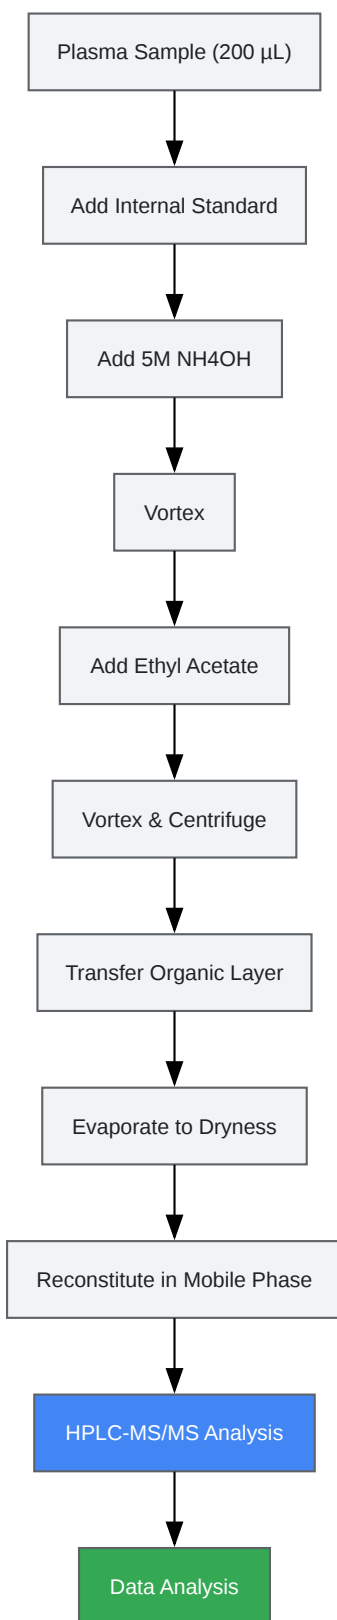 Plasma Sample (200 µL)
Add Internal Standard
Add 5M NH4OH
Vortex
Add Ethyl Acetate
Vortex & Centrifuge
Transfer Organic Layer
Evaporate to Dryness
Reconstitute in Mobile Phase
HPLC-MS/MS Analysis
Data Analysis